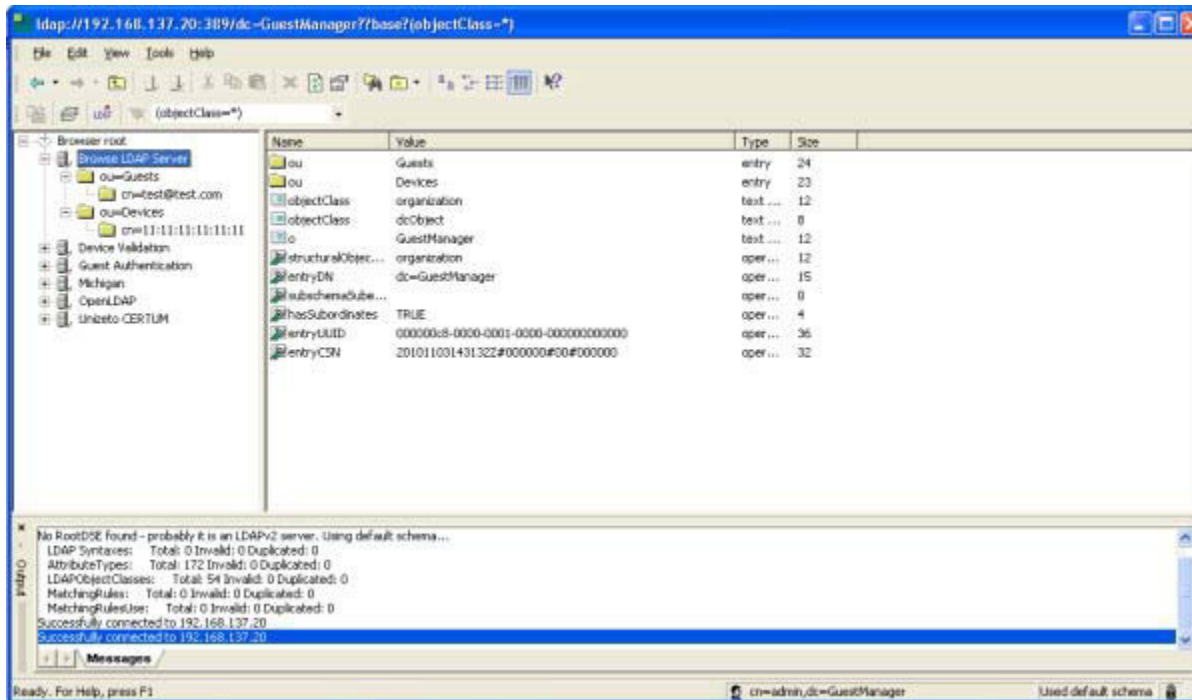 ldap://192.168.137.20:389/dc=GuestManager??base?(objectClass=*)
File Edit View Tools Help
(objectClass=*)
Browser root
Browse LDAP Server
ou=Guests
cn=test@test.com
ou=Devices
cn=11:11:11:11:11:11
Device Validation
Guest Authentication
Michigan
OpenLDAP
Unizeto CERTUM
Name Value Type Size
ou Guests entry 24
ou Devices entry 23
objectClass organization text ... 12
objectClass dcObject text ... 8
o GuestManager text ... 12
structuralObjec... organization oper... 12
entryDN dc=GuestManager oper... 15
subschemaSube... oper... 0
hasSubordinates TRUE oper... 4
entryUUID 000000c8-0000-0001-0000-000000000000 oper... 36
entryCSN 20101103143132Z#000000#00#000000 oper... 32
Output
No RootDSE found - probably it is an LDAPv2 server. Using default schema...
LDAP Syntaxes: Total: 0 Invalid: 0 Duplicated: 0
AttributeTypes: Total: 172 Invalid: 0 Duplicated: 0
LDAPObjectClasses: Total: 54 Invalid: 0 Duplicated: 0
MatchingRules: Total: 0 Invalid: 0 Duplicated: 0
MatchingRulesUse: Total: 0 Invalid: 0 Duplicated: 0
Successfully connected to 192.168.137.20
Successfully connected to 192.168.137.20
Messages
Ready. For Help, press F1 cn=admin,dc=GuestManager Used default schema